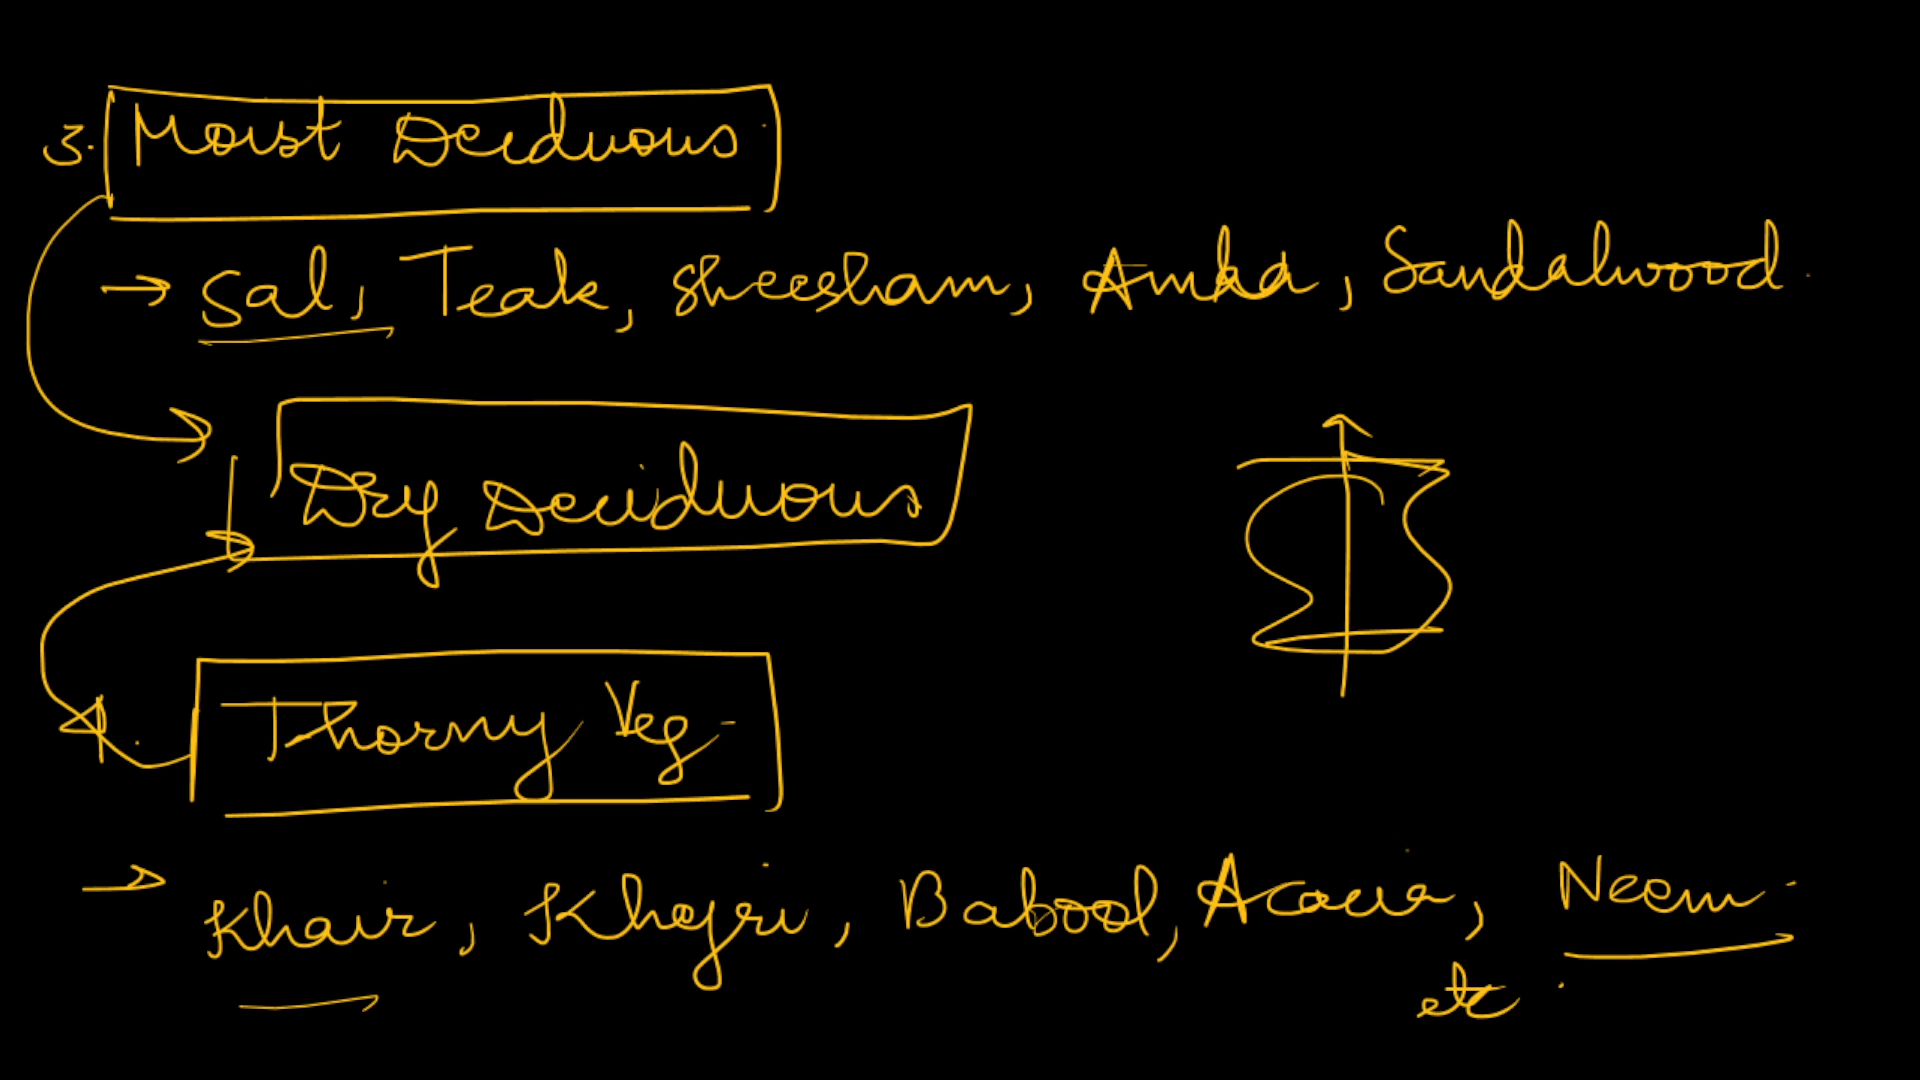 3. Moist Deciduous
→ Sal, Teak, Sheesham, Amla, Sandalwood.
Dry Deciduous
4. Thorny Veg-
→ Khair, Khejri, Babool, Acacia, Neem.
etc.